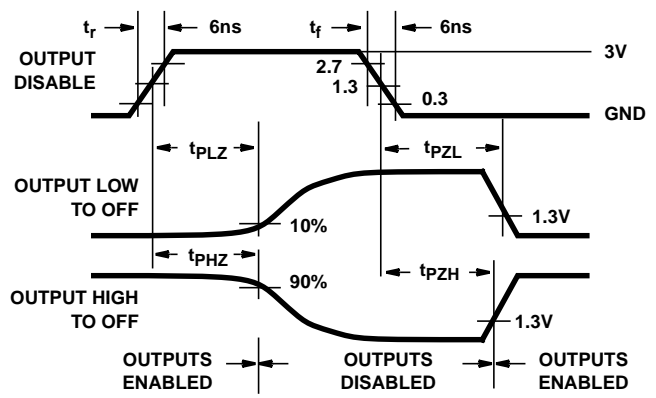 tr 6ns tf 6ns
OUTPUT
DISABLE
3V
2.7
1.3
0.3
GND
tPLZ tPZL
OUTPUT LOW
TO OFF
10%
1.3V
tPHZ tPZH
90%
OUTPUT HIGH
TO OFF
1.3V
OUTPUTS
ENABLED
OUTPUTS
DISABLED
OUTPUTS
ENABLED